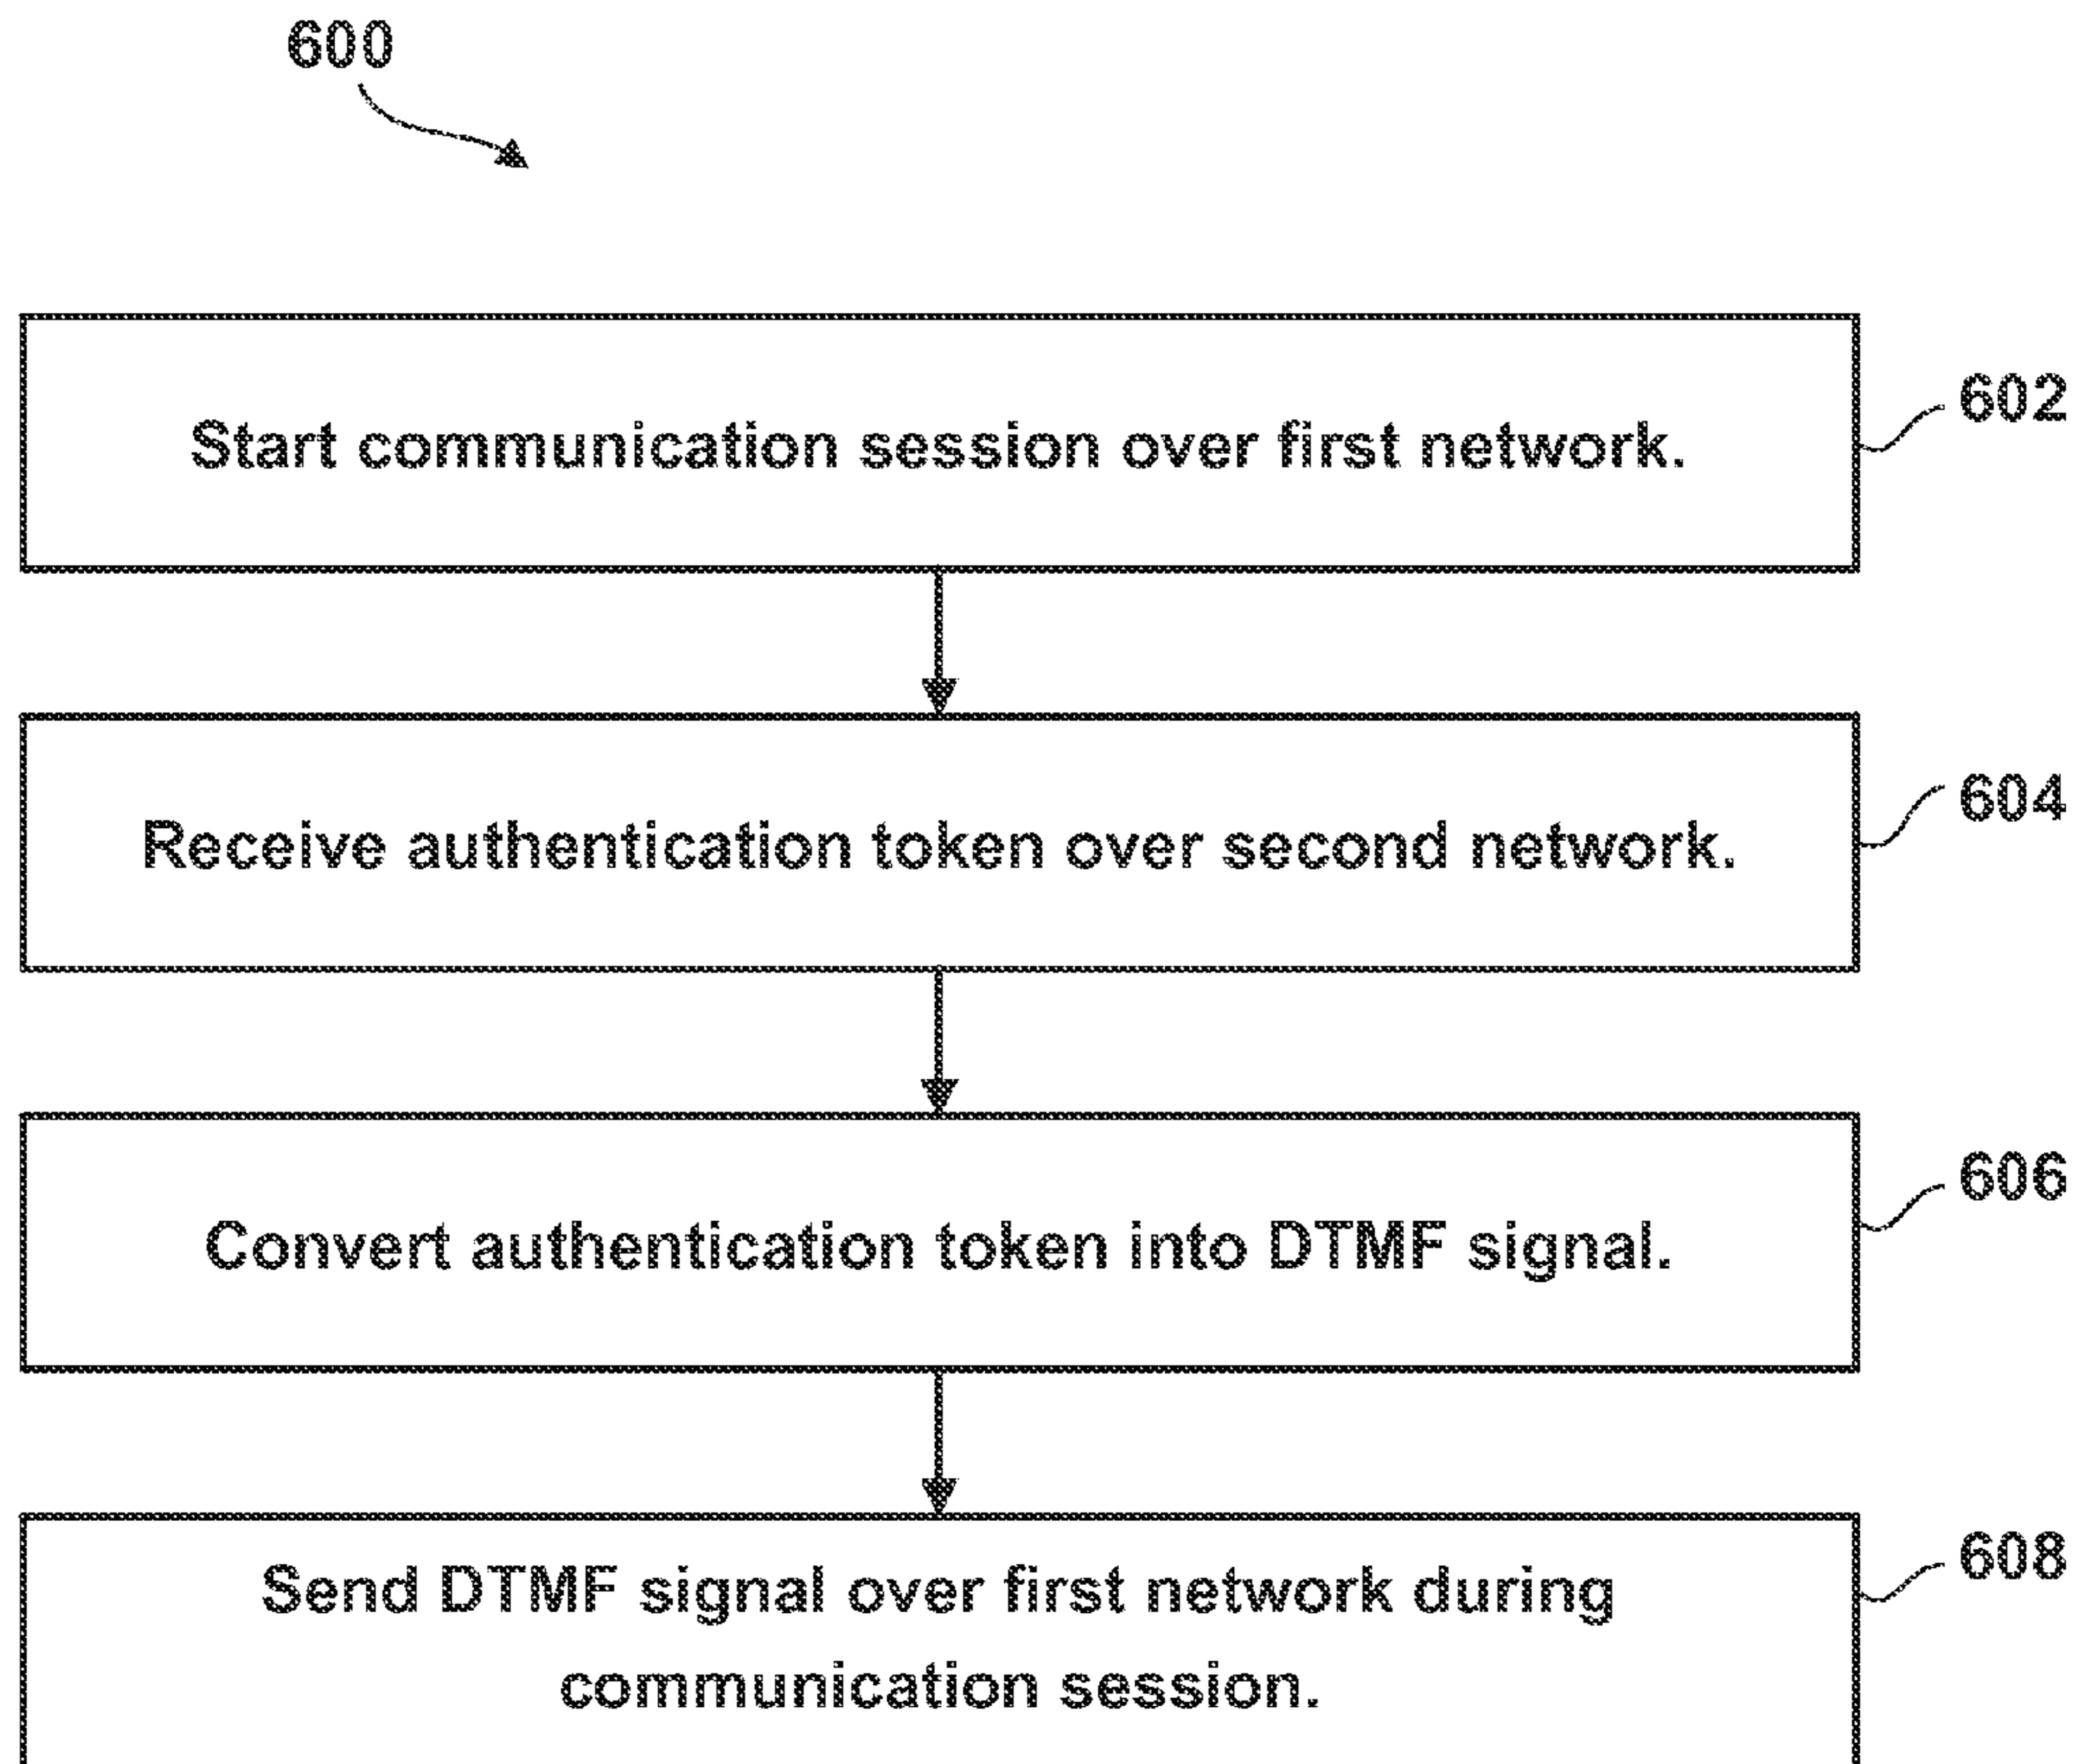 600
Start communication session over first network.
602
Receive authentication token over second network.
604
Convert authentication token into DTMF signal.
606
Send DTMF signal over first network during
communication session.
608